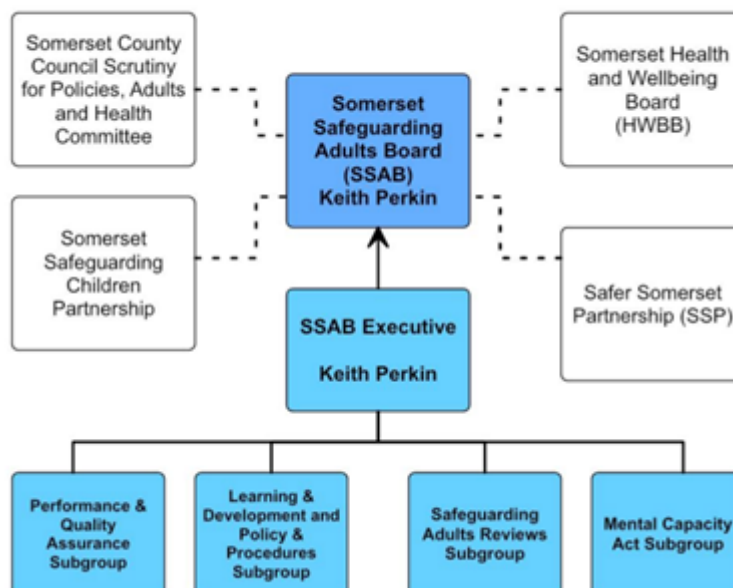 Somerset County
Council Scrutiny
for Policies, Adults
and Health
Committee
Somerset
Safeguarding
Adults Board
(SSAB)
Keith Perkin
Somerset Health
and Wellbeing
Board
(HWBB)
Somerset
Safeguarding
Children
Partnership
Safer Somerset
Partnership (SSP)
SSAB Executive
Keith Perkin
Performance &
Quality
Assurance
Subgroup
Learning &
Development and
Policy &
Procedures
Subgroup
Safeguarding
Adults Reviews
Subgroup
Mental Capacity
Act Subgroup